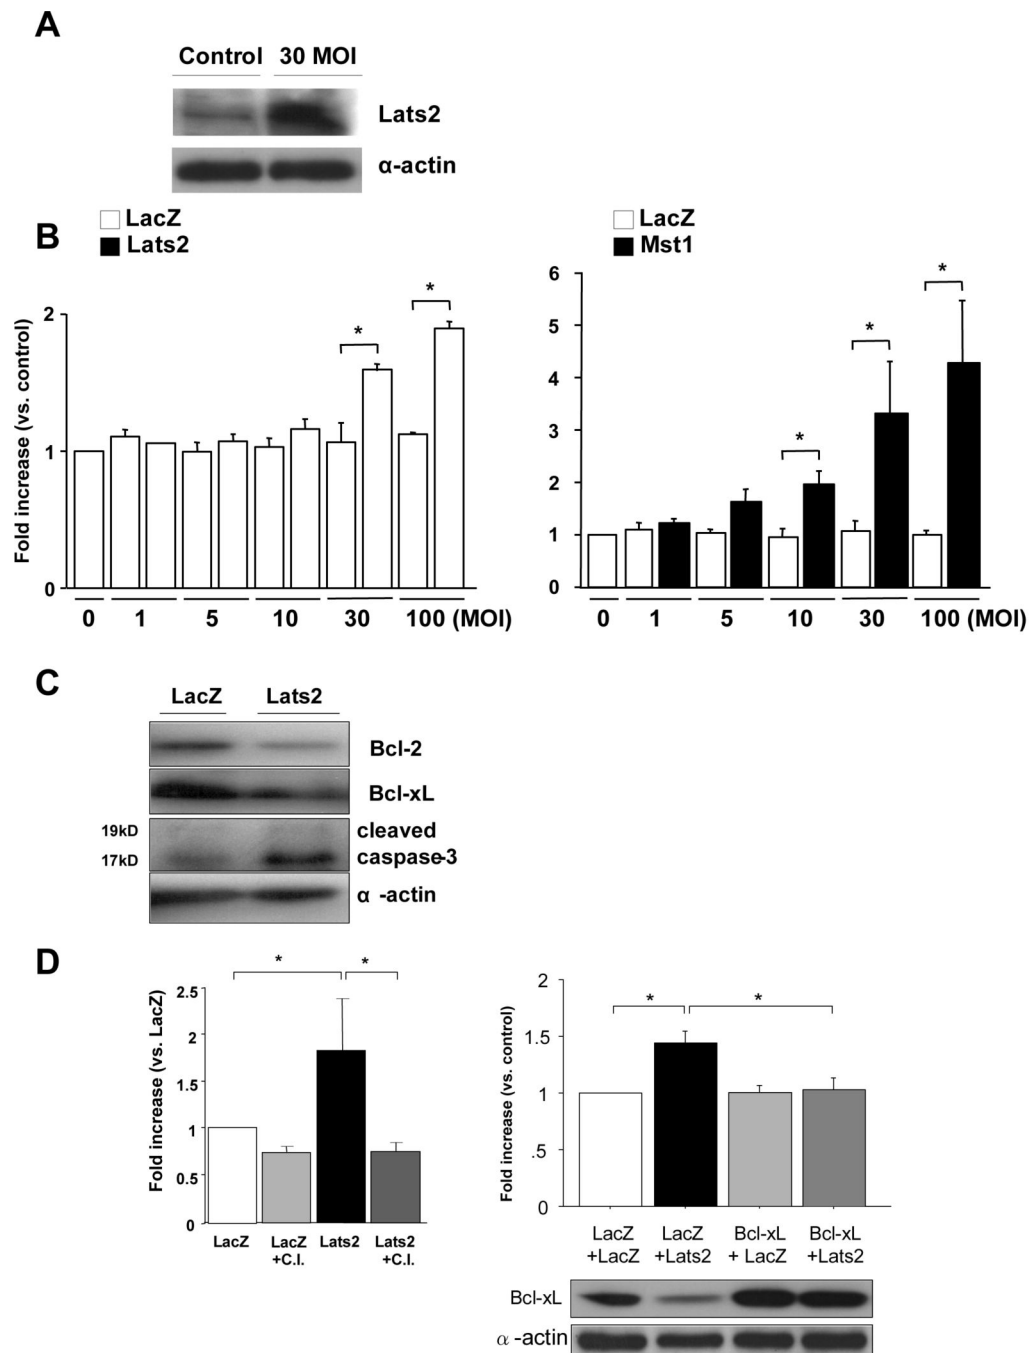 A
Control 30 MOI
Lats2
α-actin
B
LacZ
Lats2
Fold increase (vs. control)
2
1
0
*
*
0 1 5 10 30 100 (MOI)
LacZ
Mst1
6
5
4
3
2
1
0
*
*
*
0 1 5 10 30 100 (MOI)
C
LacZ Lats2
Bcl-2
Bcl-xL
19kD
17kD
cleaved
caspase-3
α -actin
D
Fold increase (vs. LacZ)
2.5
2
1.5
1
0.5
0
*
*
LacZ LacZ Lats2 Lats2
+C.I. +C.I.
Fold increase (vs. control)
2
1.5
1
.5
0
*
*
LacZ LacZ Bcl-xL Bcl-xL
+LacZ +Lats2 + LacZ +Lats2
Bcl-xL
α -actin